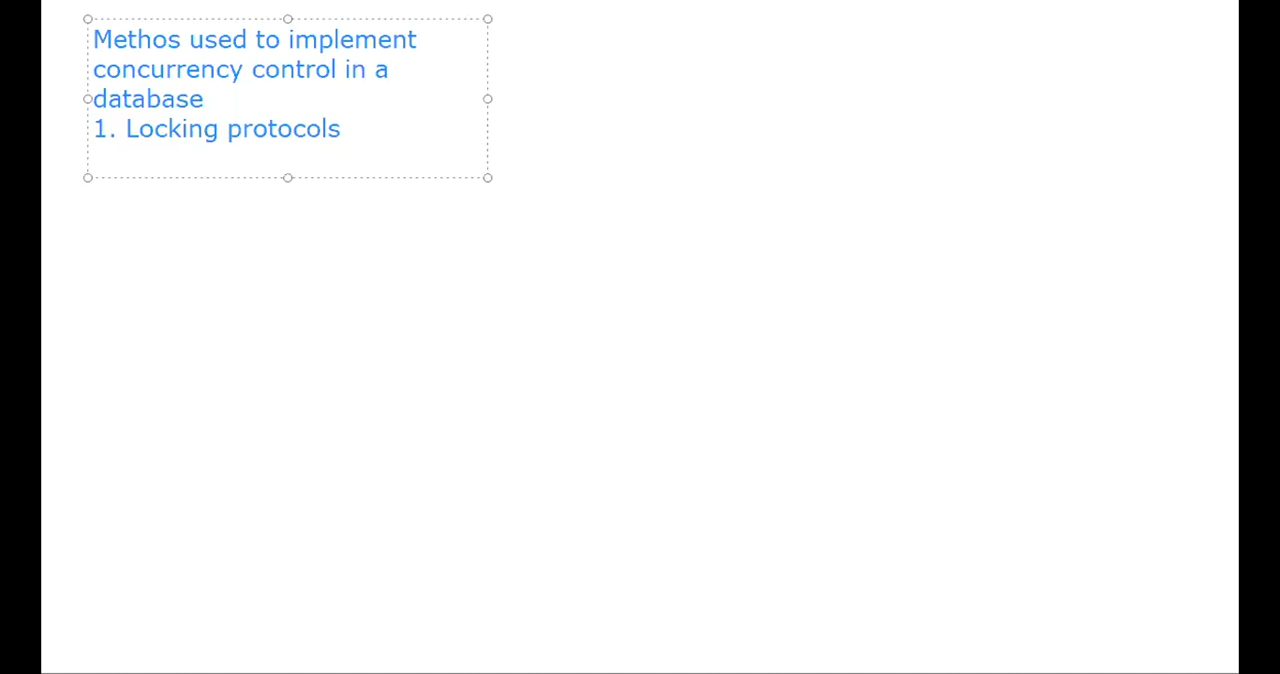 Methos used to implement
concurrency control in a
database
1. Locking protocols